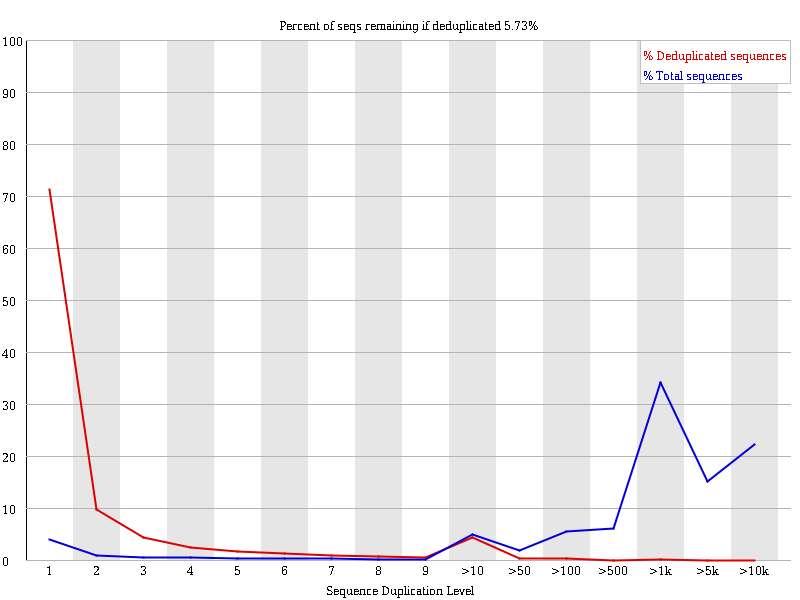 Percent of seqs remaining if deduplicated 5.73%
% Deduplicated sequences
% Total sequences
100
90
80
70
60
50
40
30
20
10
0
1 2 3 4 5 6 7 8 9 >10 >50 >100 >500 >1k >5k >10k
Sequence Duplication Level